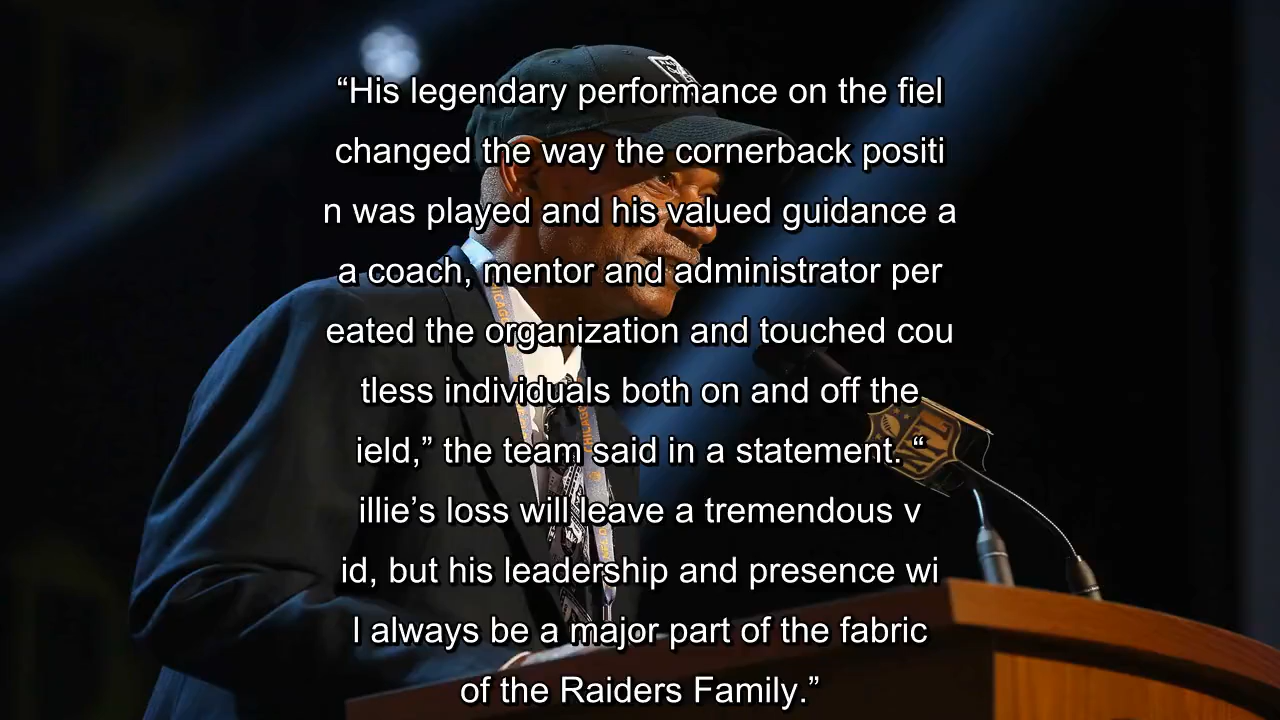 “His legendary performance on the fiel
changed the way the cornerback positi
n was played and his valued guidance a
a coach, mentor and administrator per
eated the organization and touched cou
tless individuals both on and off the
ield,” the team said in a statement. “
illie’s loss will leave a tremendous v
id, but his leadership and presence wi
l always be a major part of the fabric
of the Raiders Family.”
NFL
CHICAGO